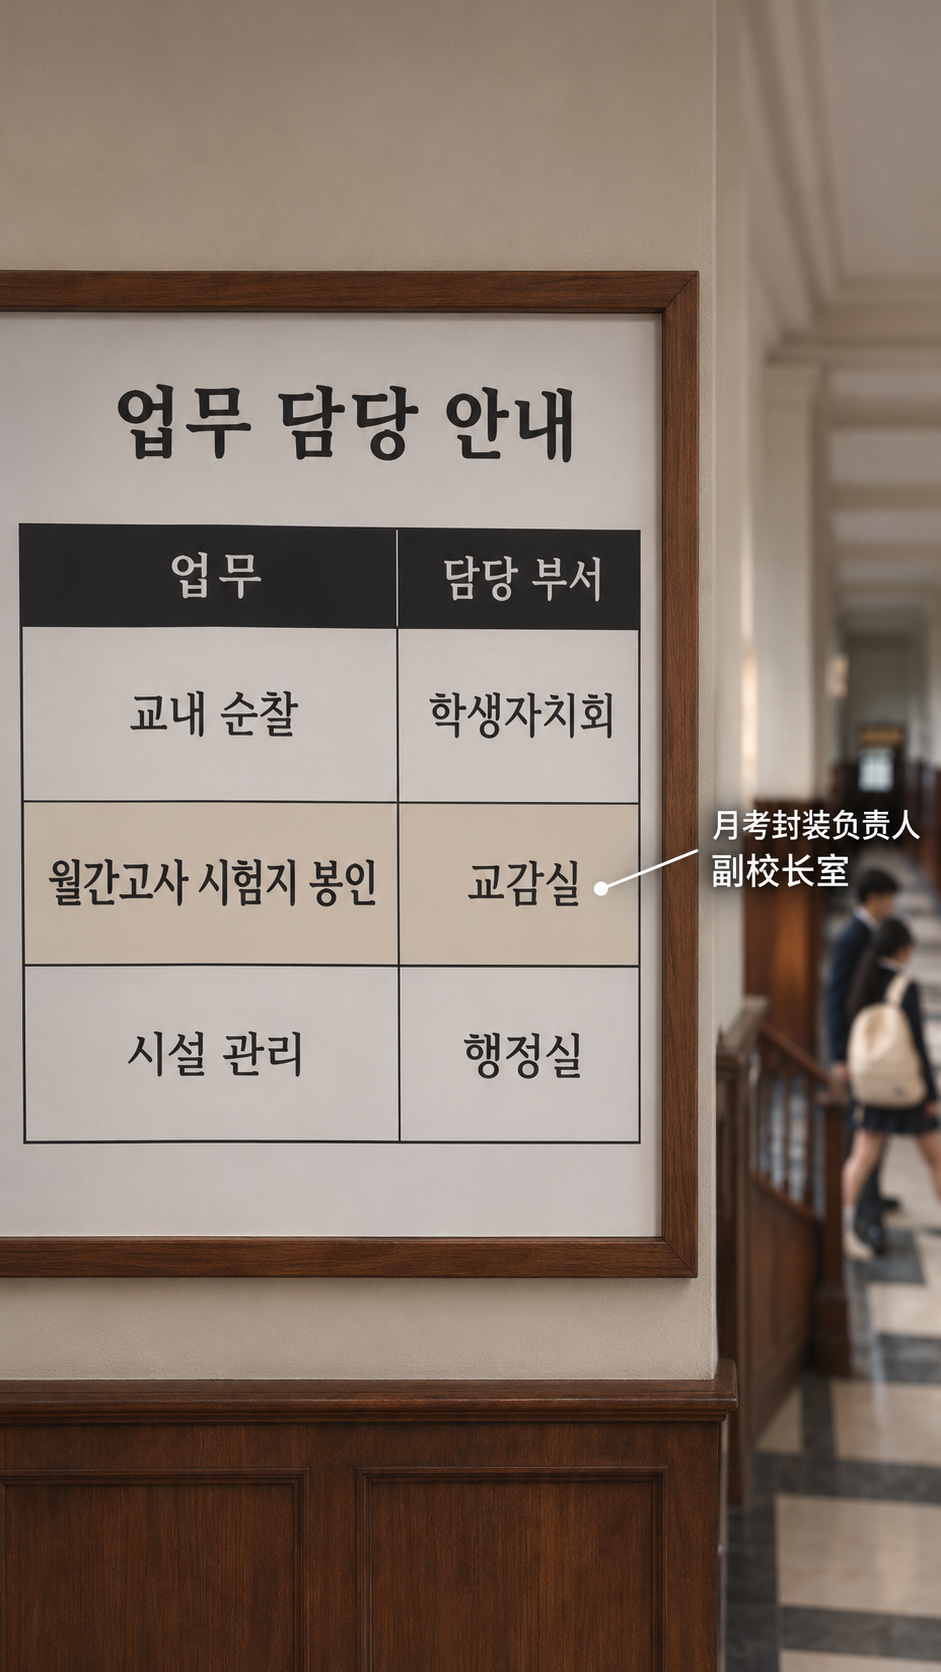 업무 담당 안내
업무 담당 부서
교내 순찰 학생자치회
월간고사 시험지 봉인 교감실
시설 관리 행정실
月考封装负责人
副校长室